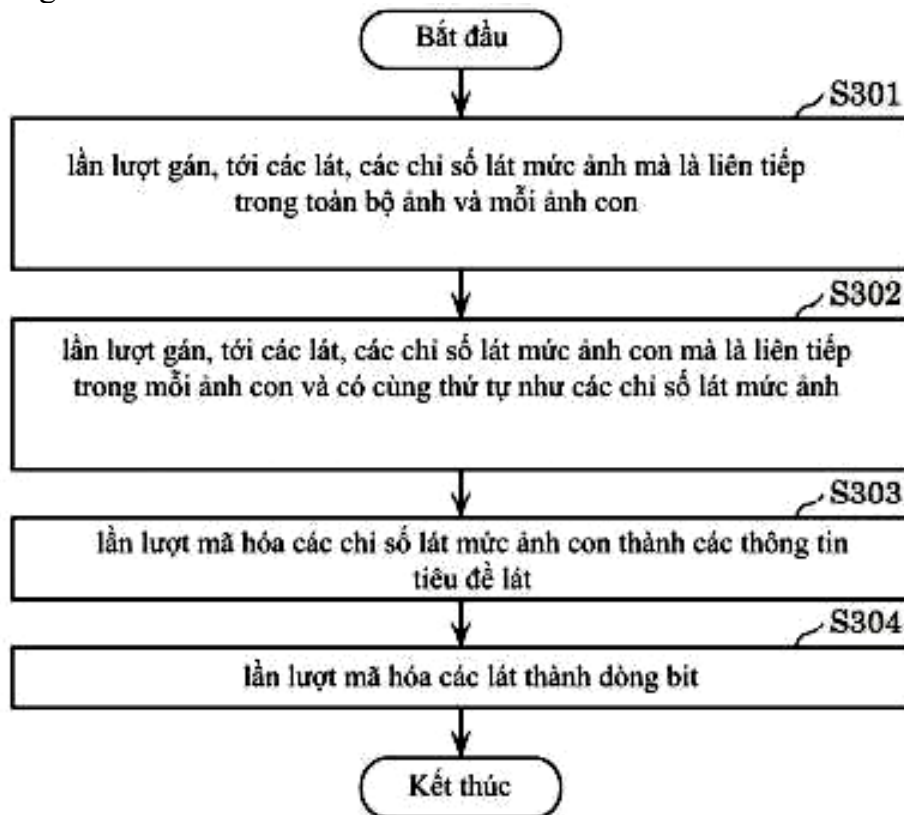 Bắt đầu
S301
lần lượt gán, tới các lát, các chỉ số lát mức ảnh mà là liên tiếp
trong toàn bộ ảnh và mỗi ảnh con
S302
lần lượt gán, tới các lát, các chỉ số lát mức ảnh con mà là liên tiếp
trong mỗi ảnh con và có cùng thứ tự như các chỉ số lát mức ảnh
S303
lần lượt mã hóa các chỉ số lát mức ảnh con thành các thông tin
tiêu đề lát
S304
lần lượt mã hóa các lát thành dòng bit
Kết thúc